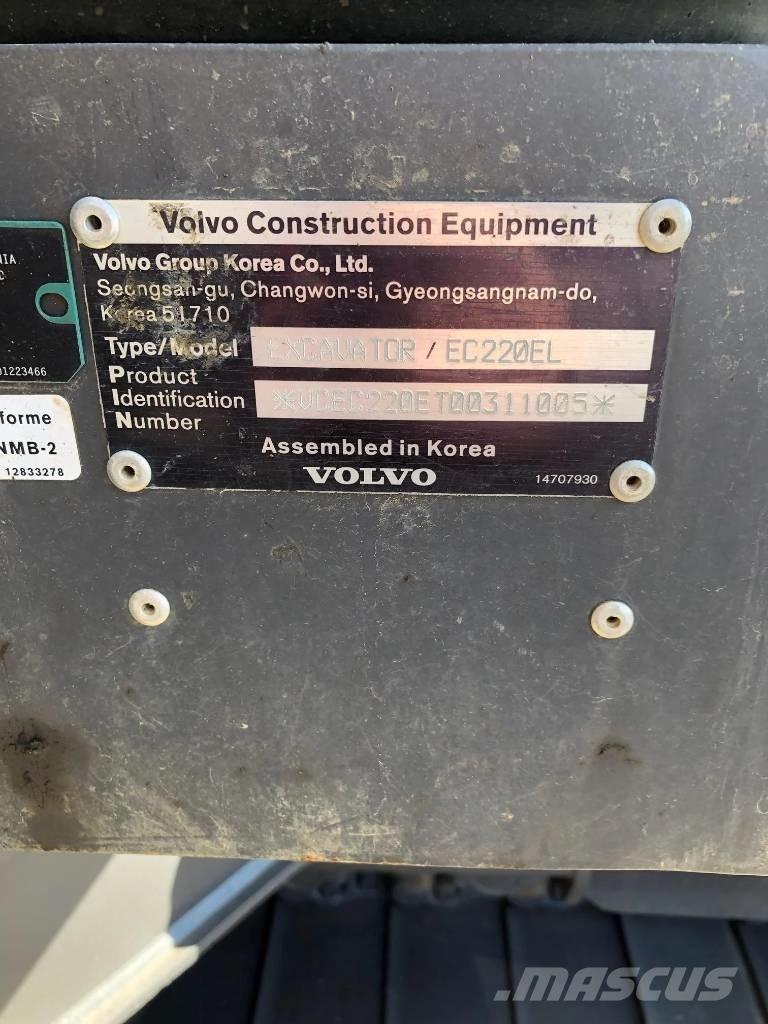 Volvo Construction Equipment
Volvo Group Korea Co., Ltd.
Seongsan-gu, Changwon-si, Gyeongsangnam-do,
Korea 51710
Type/Model EXCAVATOR / EC220EL
Product
Identification *VCEC220ET00311005*
Number
Assembled in Korea
VOLVO 14707930
NIA
C
01223466
forme
NMB-2
12833278
MASCUS